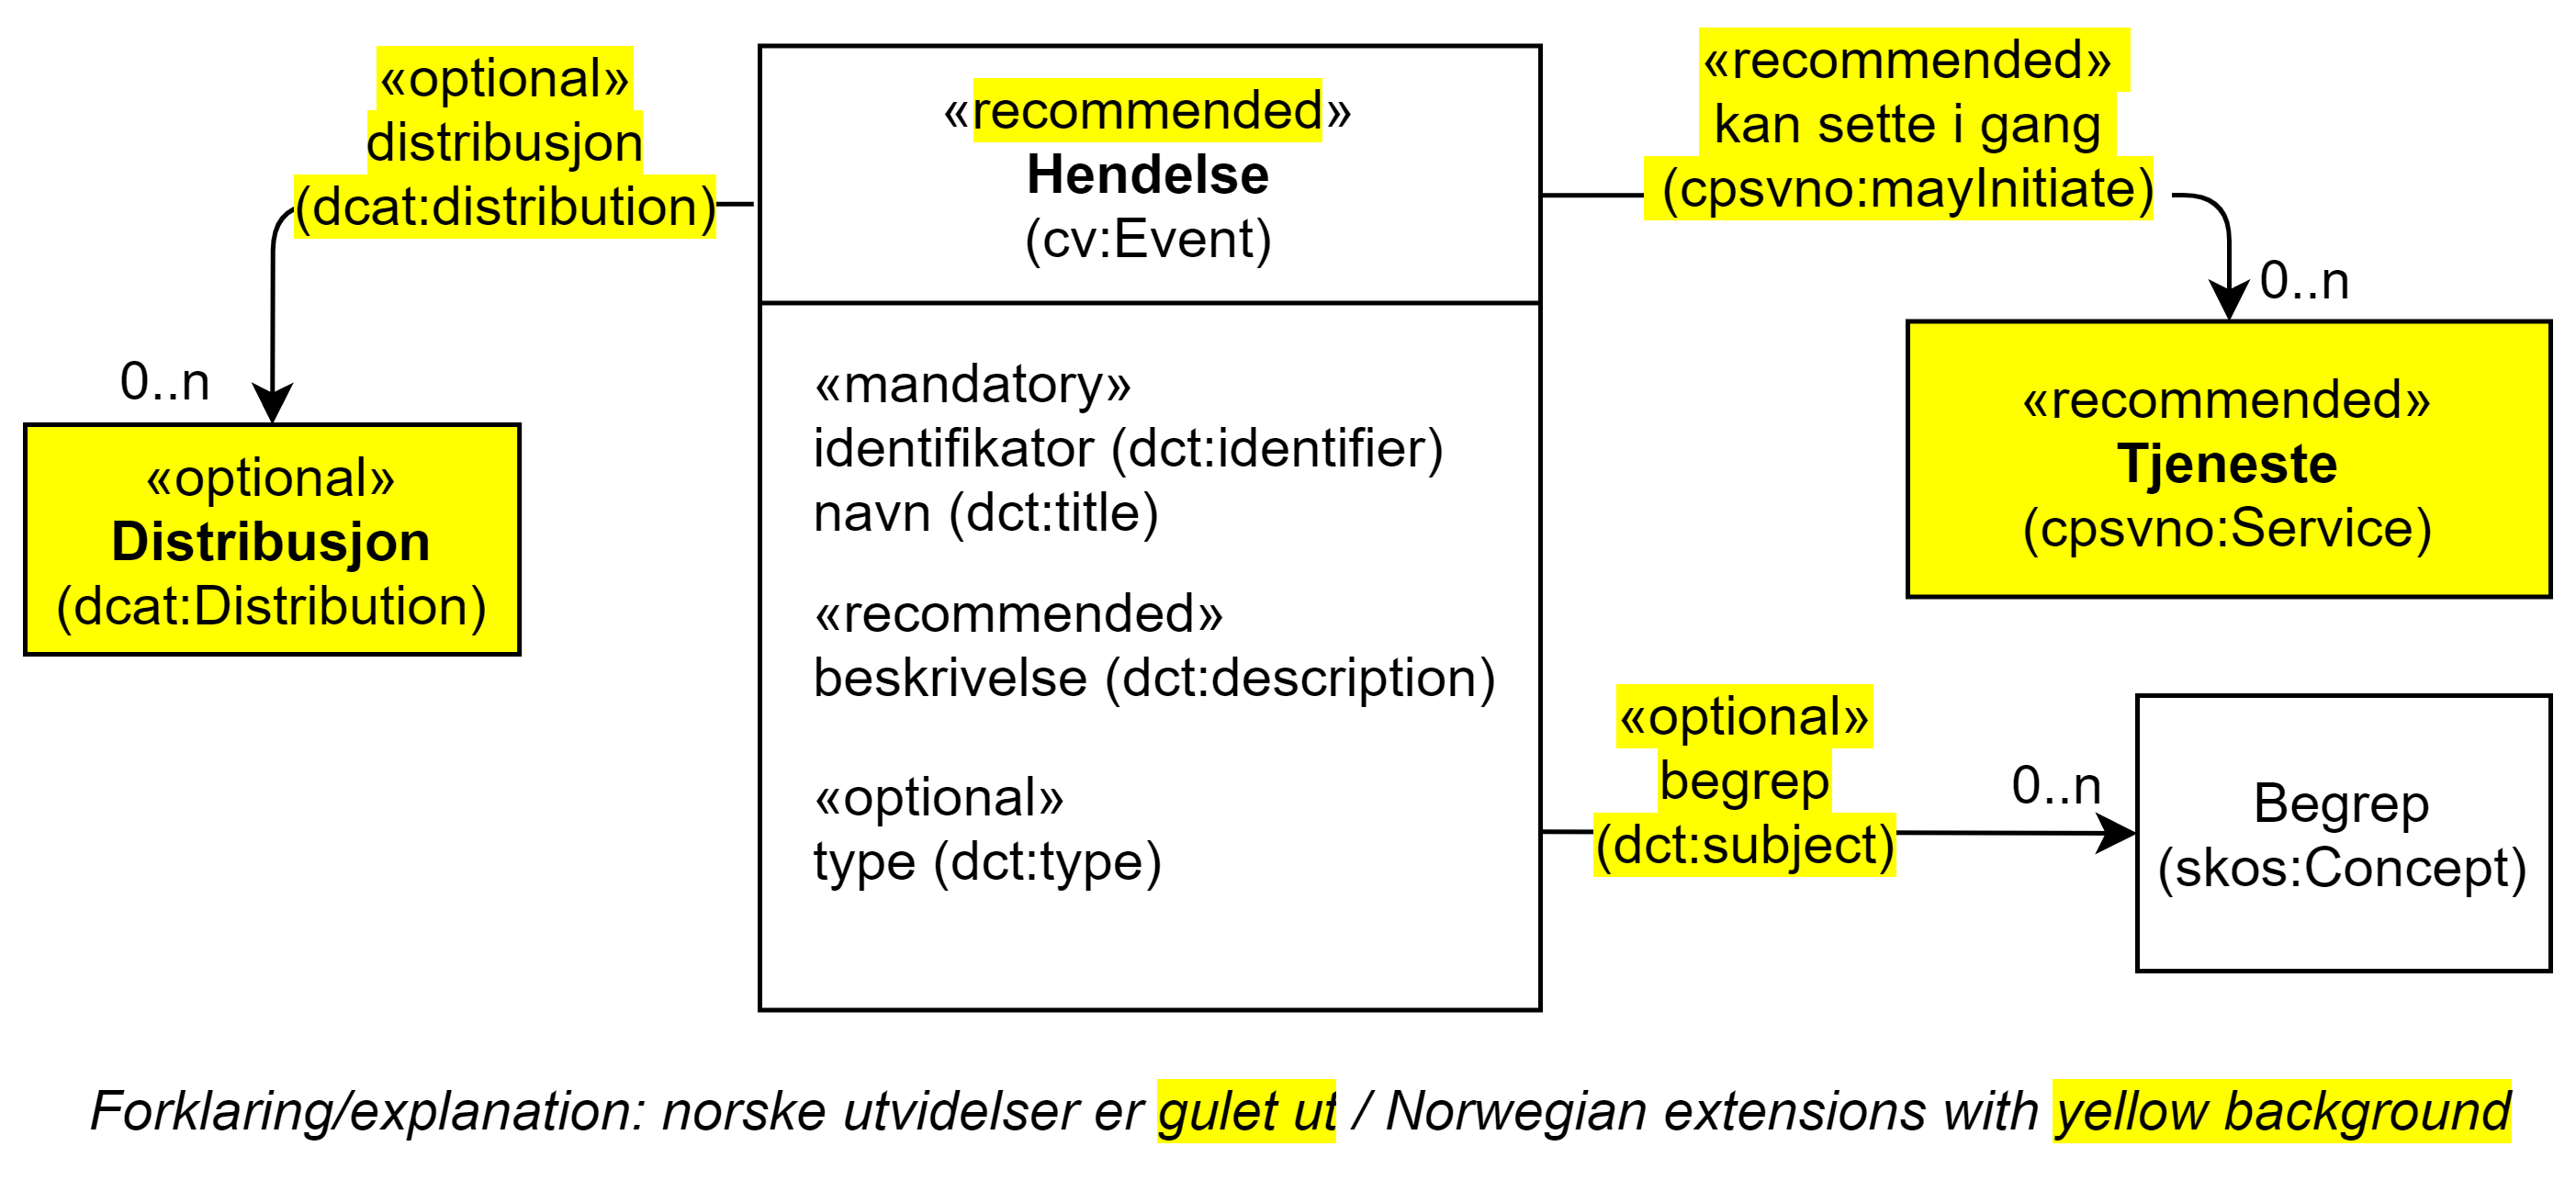 «optional»
distribusjon
(dcat:distribution)
0..n
«optional»
Distribusjon
(dcat:Distribution)
«recommended»
Hendelse
(cv:Event)
«mandatory»
identifikator (dct:identifier)
navn (dct:title)
«recommended»
beskrivelse (dct:description)
«optional»
type (dct:type)
«recommended»
kan sette i gang
(cpsvno:mayInitiate)
0..n
«recommended»
Tjeneste
(cpsvno:Service)
«optional»
begrep
(dct:subject)
0..n
Begrep
(skos:Concept)
Forklaring/explanation: norske utvidelser er gulet ut / Norwegian extensions with yellow background